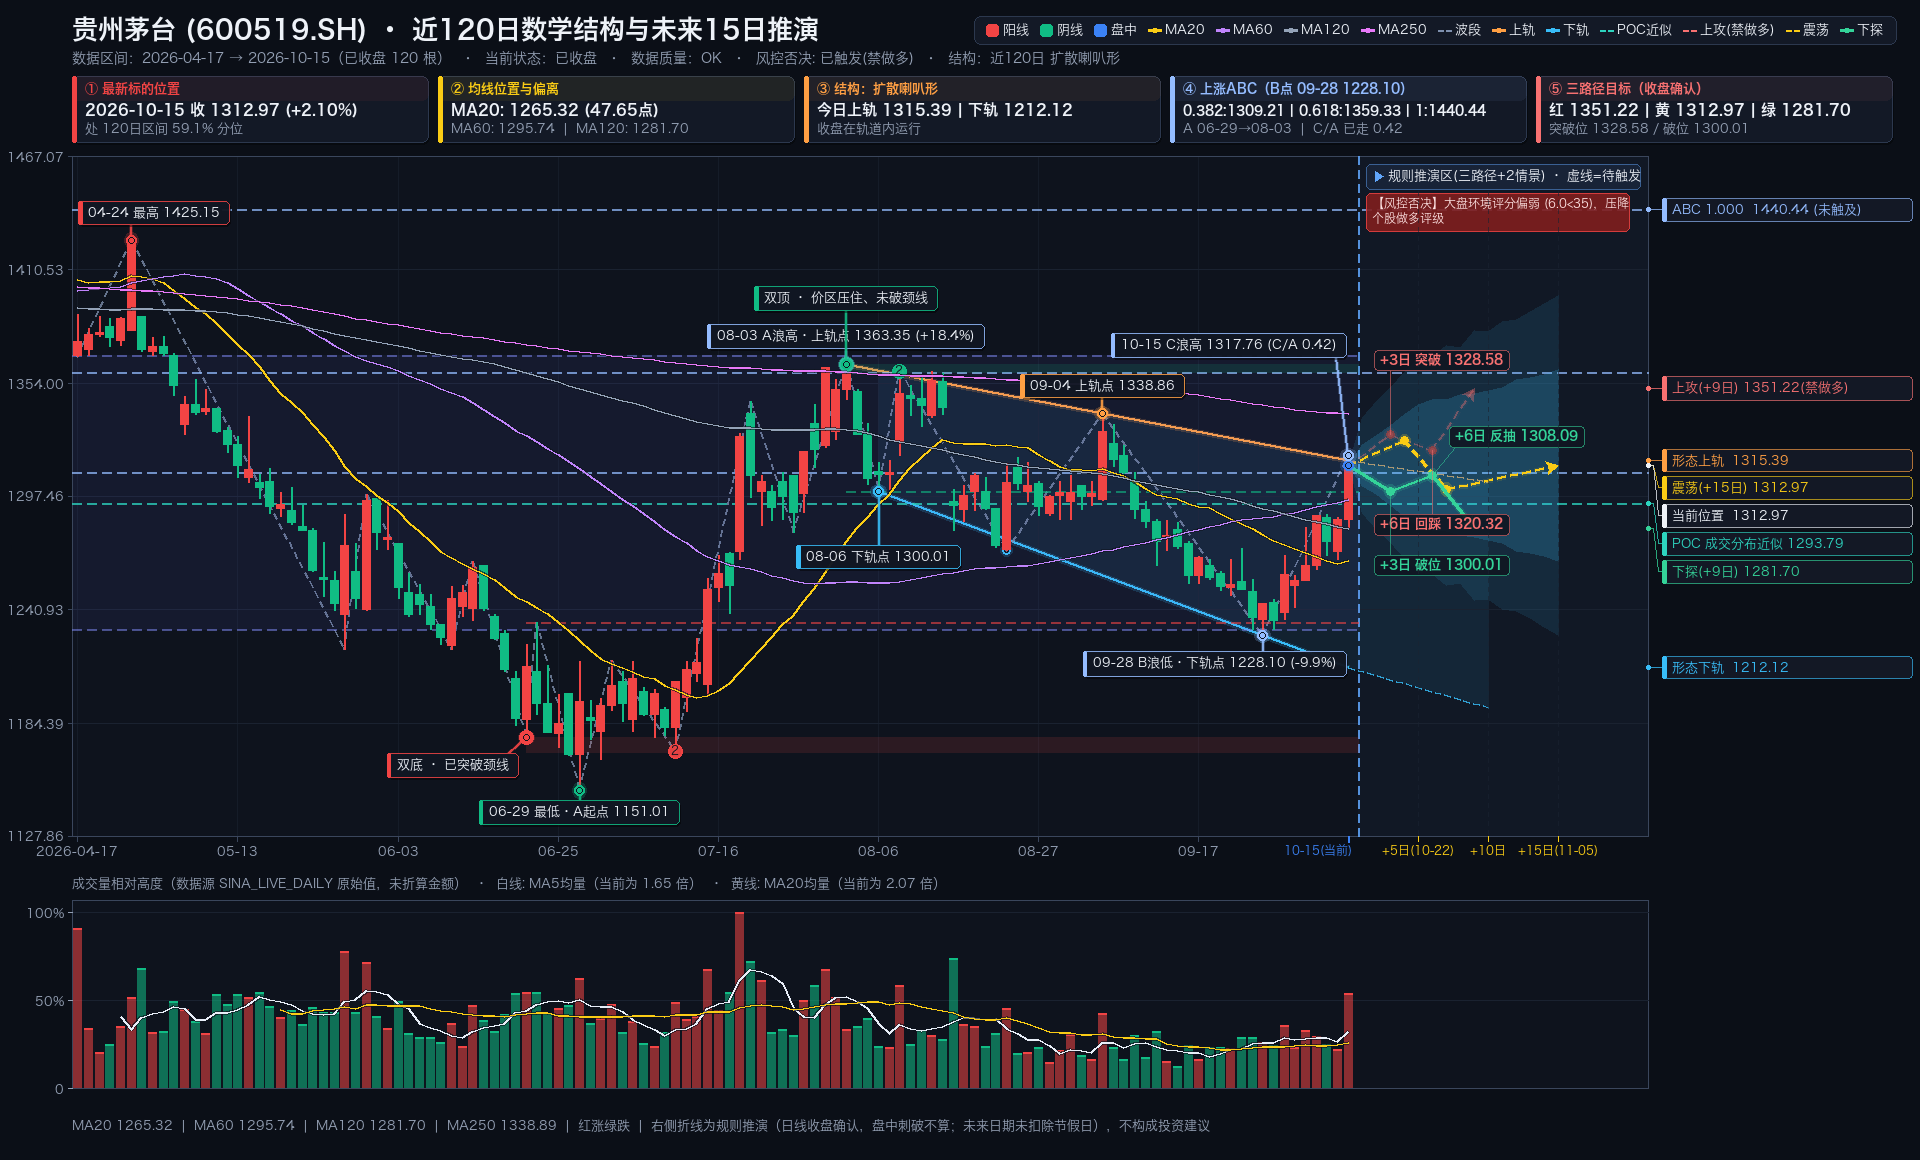 贵州茅台 (600519.SH) · 近120日数学结构与未来15日推演
阳线 阴线 盘中 MA20 MA60 MA120 MA250 波段 上轨 下轨 POC近似 上攻(禁做多) 震荡 下探
数据区间: 2026-04-17 → 2026-10-15（已收盘 120 根） · 当前状态: 已收盘 · 数据质量: OK · 风控否决: 已触发(禁做多) · 结构: 近120日 扩散喇叭形
① 最新标的位置
2026-10-15 收 1312.97 (+2.10%)
处 120日区间 59.1% 分位
② 均线位置与偏离
MA20: 1265.32 (47.65点)
MA60: 1295.74 | MA120: 1281.70
③ 结构：扩散喇叭形
今日上轨 1315.39 | 下轨 1212.12
收盘在轨道内运行
④ 上涨ABC（B点 09-28 1228.10）
0.382:1309.21 | 0.618:1359.33 | 1:1440.44
A 06-29→08-03 | C/A 已走 0.42
⑤ 三路径目标（收盘确认）
红 1351.22 | 黄 1312.97 | 绿 1281.70
突破位 1328.58 / 破位 1300.01
1467.07
1410.53
1354.00
1297.46
1240.93
1184.39
1127.86
▶ 规则推演区(三路径+2情景) · 虚线=待触发
【风控否决】大盘环境评分偏弱 (6.0<35)，压降
个股做多评级
04-24 最高 1425.15
双顶 · 价区压住、未破颈线
08-03 A浪高 · 上轨点 1363.35 (+18.4%)
10-15 C浪高 1317.76 (C/A 0.42)
09-04 上轨点 1338.86
08-06 下轨点 1300.01
09-28 B浪低 · 下轨点 1228.10 (-9.9%)
双底 · 已突破颈线
06-29 最低 · A起点 1151.01
2
2
+3日 突破 1328.58
+6日 反抽 1308.09
+6日 回踩 1320.32
+3日 破位 1300.01
ABC 1.000 1440.44 (未触及)
上攻(+9日) 1351.22(禁做多)
形态上轨 1315.39
震荡(+15日) 1312.97
当前位置 1312.97
POC 成交分布近似 1293.79
下探(+9日) 1281.70
形态下轨 1212.12
2026-04-17 05-13 06-03 06-25 07-16 08-06 08-27 09-17 10-15(当前) +5日(10-22) +10日 +15日(11-05)
成交量相对高度（数据源 SINA_LIVE_DAILY 原始值，未折算金额） · 白线: MA5均量（当前为 1.65 倍） · 黄线: MA20均量（当前为 2.07 倍）
100%
50%
0
MA20 1265.32 | MA60 1295.74 | MA120 1281.70 | MA250 1338.89 | 红涨绿跌 | 右侧折线为规则推演（日线收盘确认，盘中刺破不算；未来日期未扣除节假日），不构成投资建议